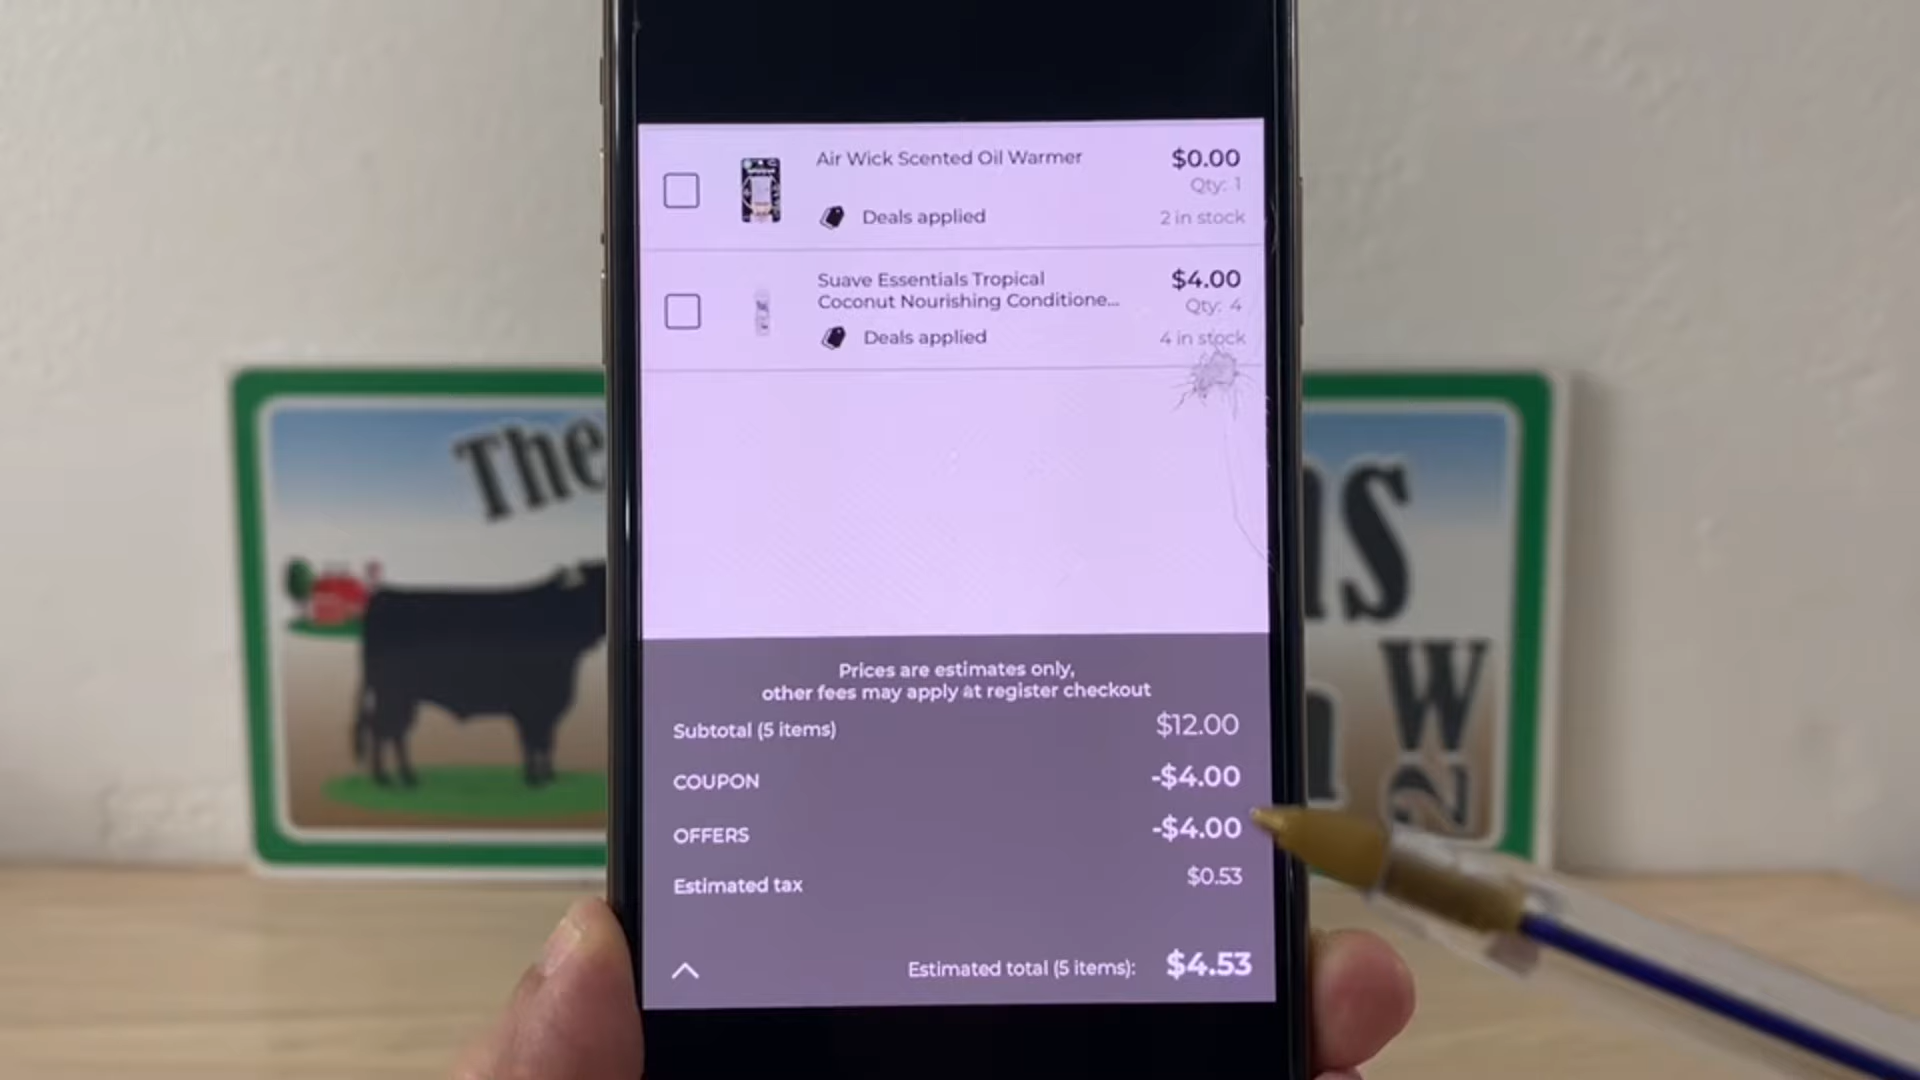 Air Wick Scented Oil Warmer
$0.00
Qty: 1
Deals applied
2 in stock
Suave Essentials Tropical
Coconut Nourishing Conditione...
$4.00
Qty: 4
Deals applied
4 in stock
The
Prices are estimates only,
other fees may apply at register checkout
Subtotal (5 items)
$12.00
COUPON
-$4.00
OFFERS
-$4.00
Estimated tax
$0.53
Estimated total (5 items):
$4.53